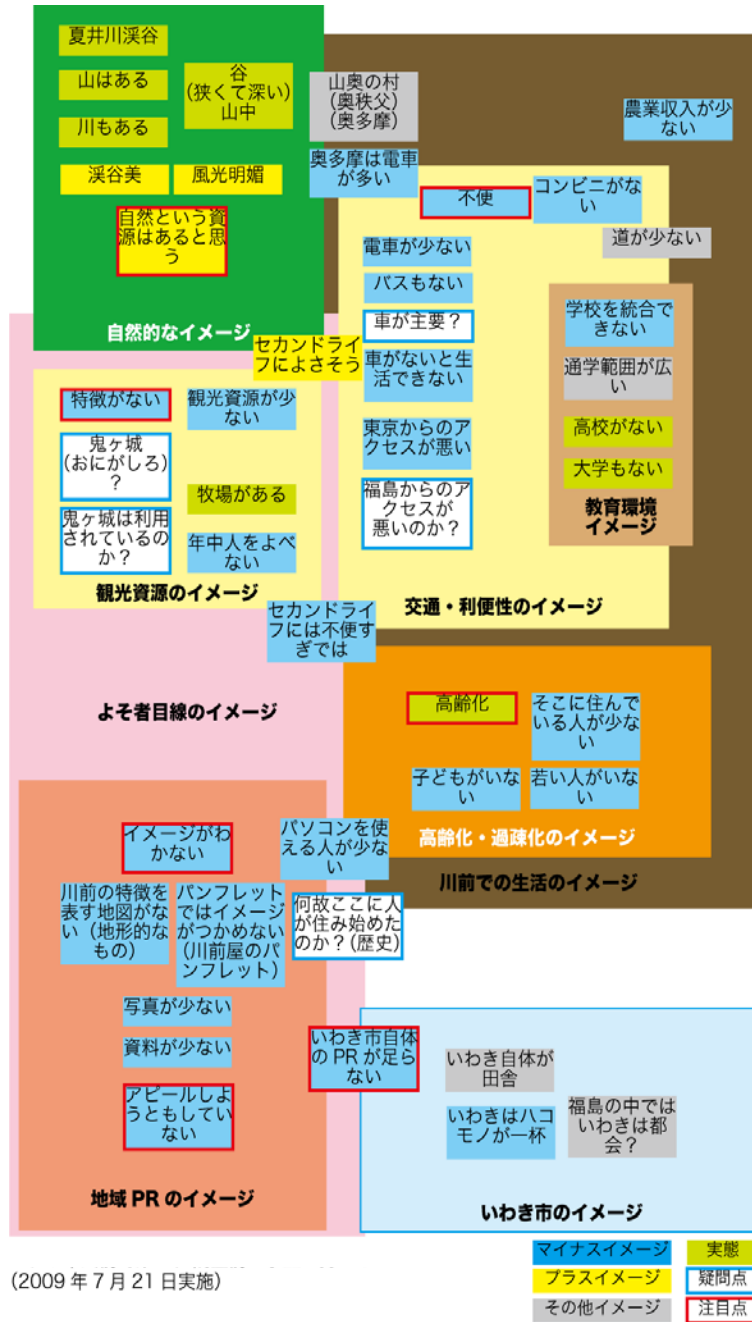 夏井川渓谷
山はある
川もある
谷
(狭くて深い)
山中
渓谷美
風光明媚
自然という資
源はあると思
う
自然的なイメージ
山奥の村
(奥秩父)
(奥多摩)
奥多摩は電車
が多い
農業収入が少
ない
不便
コンビニがな
い
道が少ない
電車が少ない
バスもない
車が主要？
車がないと生
活できない
東京からのア
クセスが悪い
福島からのア
クセスが
悪いのか？
交通・利便性のイメージ
学校を統合で
きない
通学範囲が広
い
高校がない
大学もない
教育環境
イメージ
セカンドライ
フによさそう
特徴がない
観光資源が少
ない
鬼ヶ城
(おにがしろ)
？
牧場がある
鬼ヶ城は利用
されているの
か？
年中人をよべ
ない
観光資源のイメージ
セカンドライ
フには不便す
ぎでは
よそ者目線のイメージ
高齢化
そこに住んで
いる人が少な
い
子どもがいな
い
若い人がいな
い
高齢化・過疎化のイメージ
川前での生活のイメージ
イメージがわ
かない
パソコンを使
える人が少な
い
川前の特徴を
表す地図がな
い（地形的な
もの）
パンフレット
ではイメージ
がつかめない
(川前屋のパ
ンフレット)
何故ここに人
が住み始めた
のか？(歴史)
写真が少ない
資料が少ない
アピールしよ
うともしてい
ない
地域 PR のイメージ
いわき市自体
の PR が足ら
ない
いわき自体が
田舎
いわきはハコ
モノが一杯
福島の中では
いわきは都
会？
いわき市のイメージ
(2009 年 7 月 21 日実施)
マイナスイメージ
実態
プラスイメージ
疑問点
その他イメージ
注目点